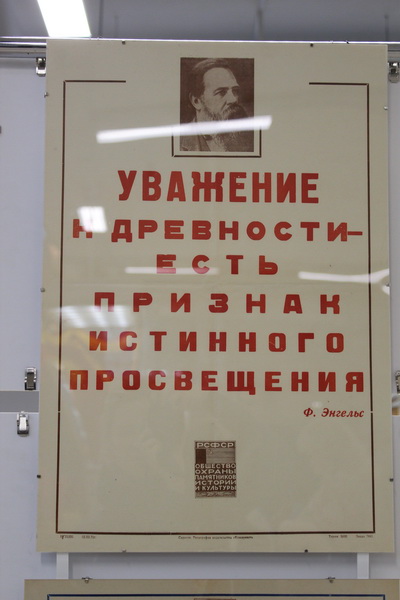 УВАЖЕНИЕ
К ДРЕВНОСТИ–
ЕСТЬ
ПРИЗНАК
ИСТИННОГО
ПРОСВЕЩЕНИЯ
Ф. Энгельс
РСФСР
ОБЩЕСТВО
ОХРАНЫ
ПАМЯТНИКОВ
ИСТОРИИ
И КУЛЬТУРЫ